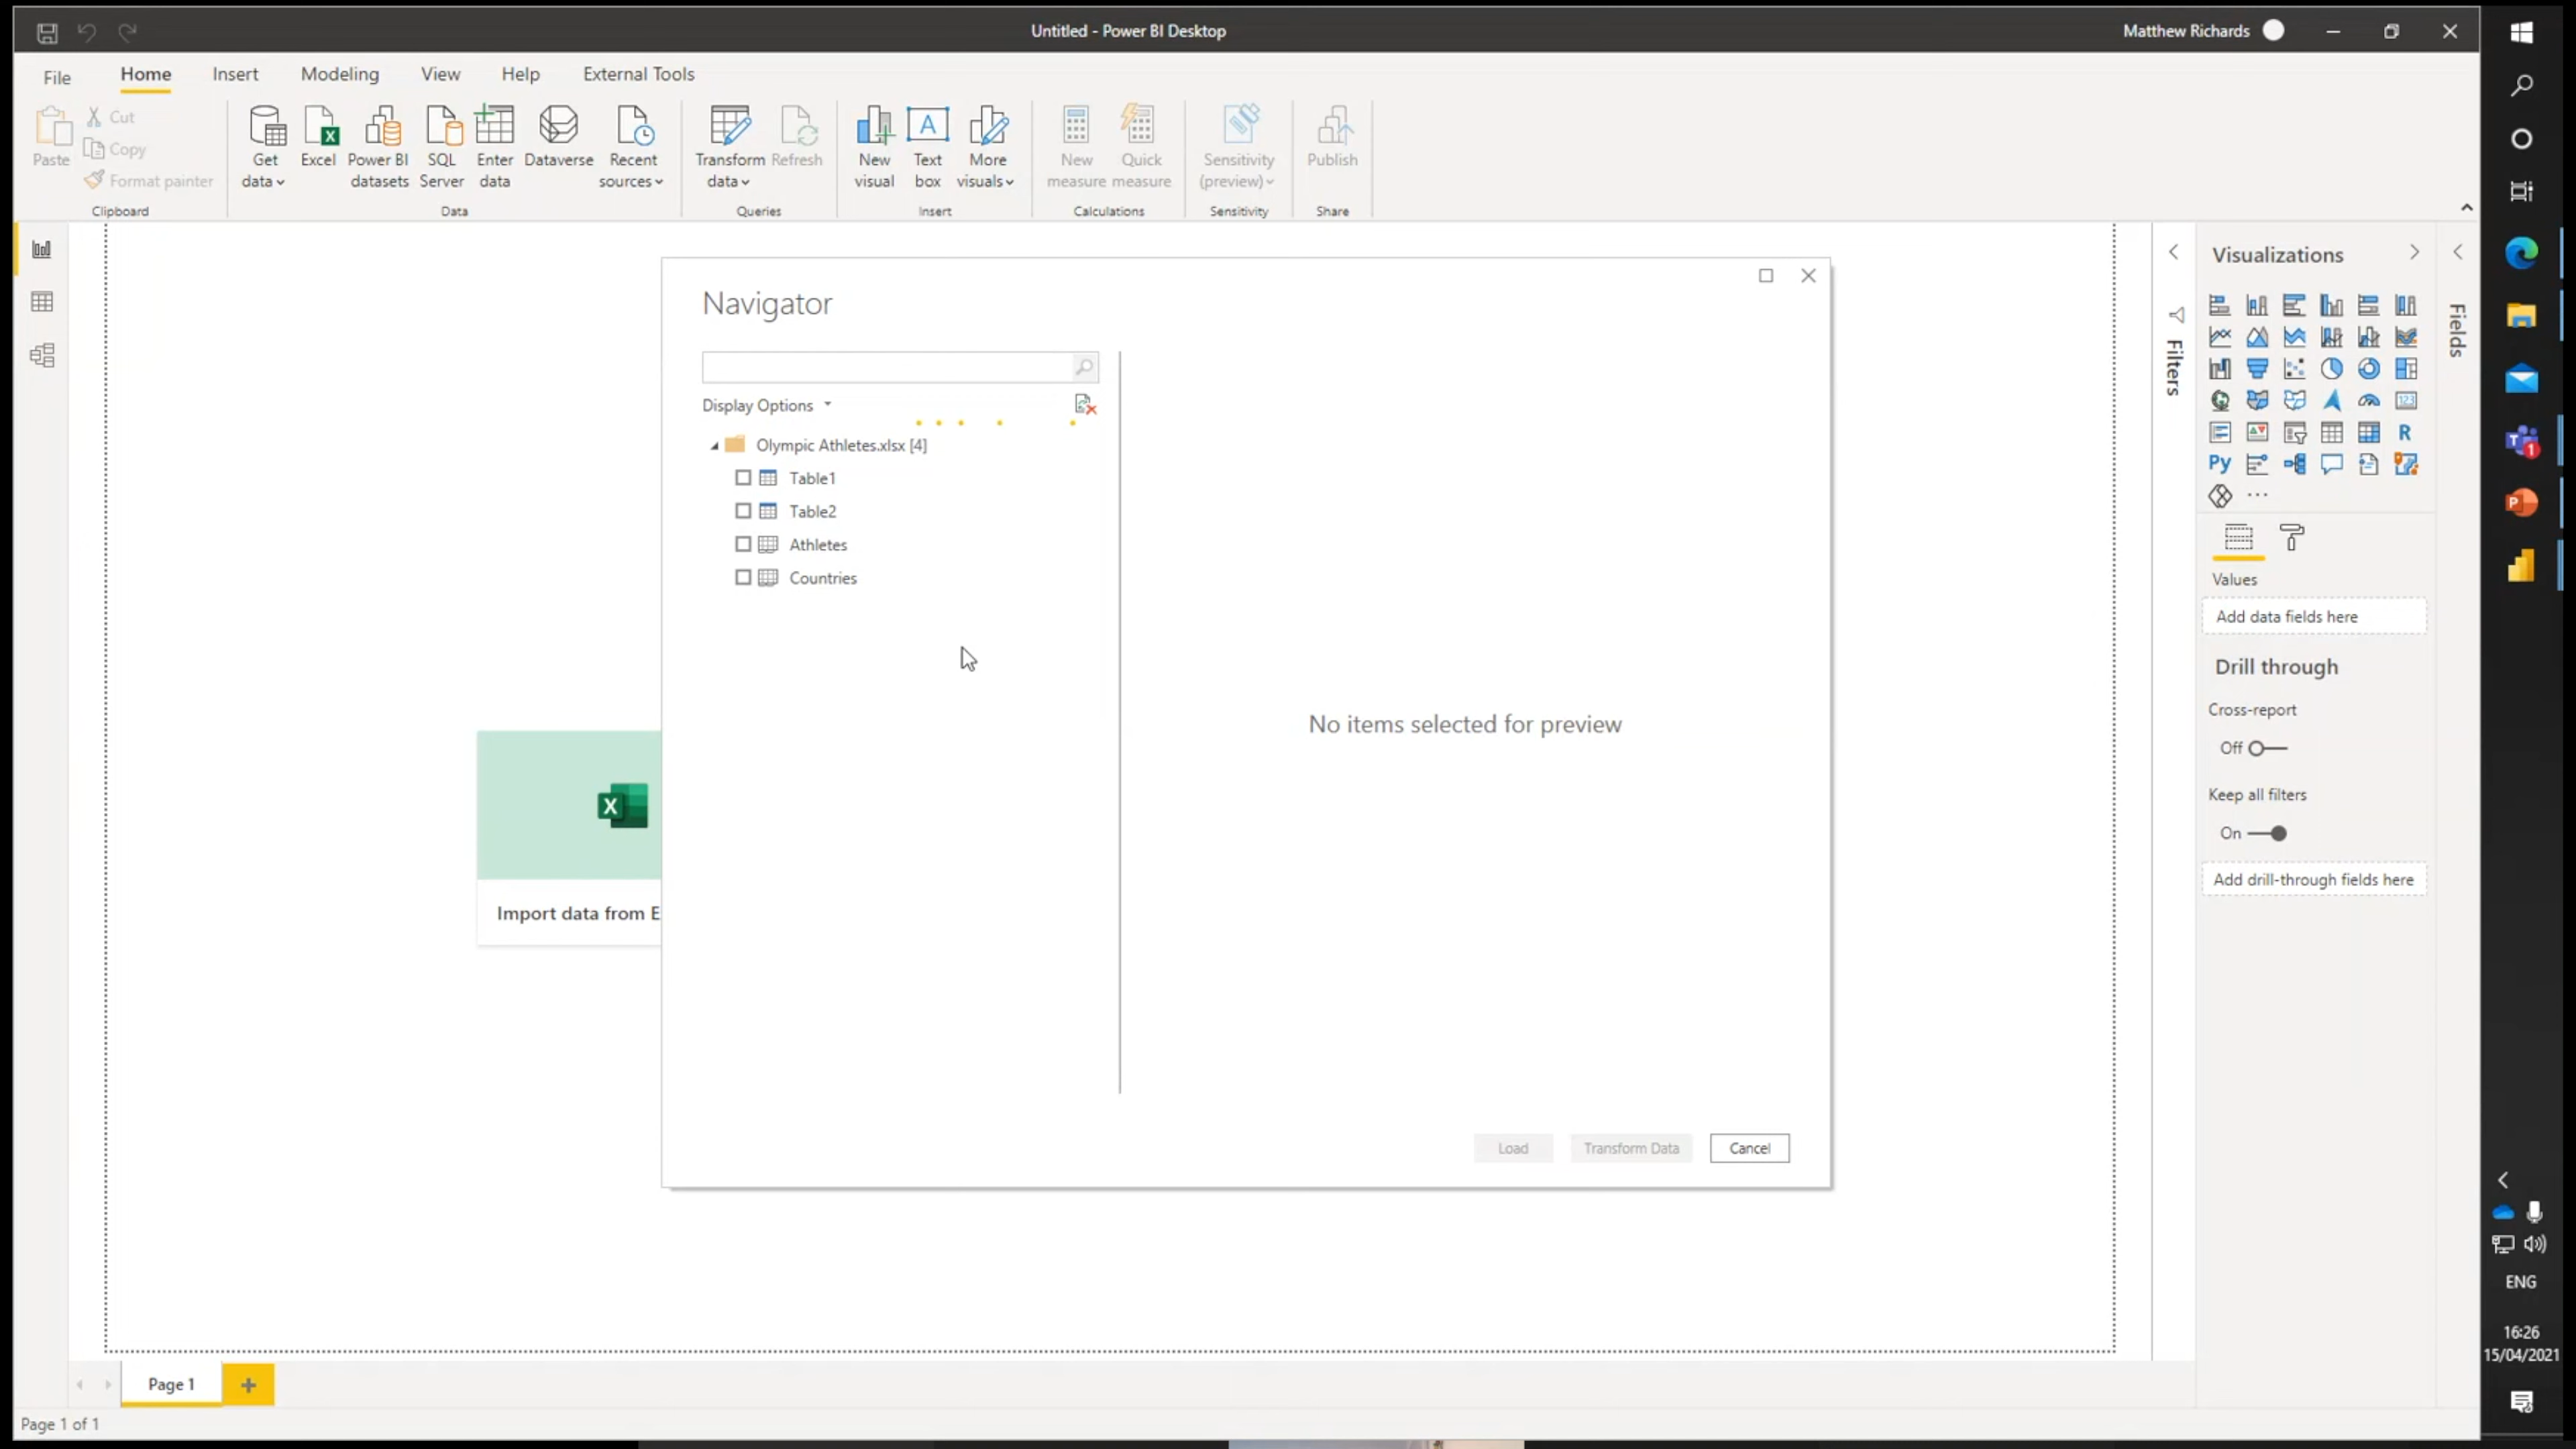 Untitled - Power BI Desktop
Matthew Richards
File Home Insert Modeling View Help External Tools
Paste
Cut
Copy
Format painter
Clipboard
Get data
Excel
Power BI datasets
SQL Server
Enter data
Dataverse
Recent sources
Data
Transform data
Refresh
Queries
New visual
A
Text box
More visuals
Insert
New measure
Quick measure
Calculations
Sensitivity (preview)
Sensitivity
Publish
Share
Navigator
Display Options
Olympic Athletes.xlsx [4]
Table1
Table2
Athletes
Countries
No items selected for preview
Load
Transform Data
Cancel
X
Import data from E
Filters
Visualizations
123
R
Py
Values
Add data fields here
Drill through
Cross-report
Off
Keep all filters
On
Add drill-through fields here
Fields
T
1
P
ENG
16:26
15/04/2021
Page 1
Page 1 of 1